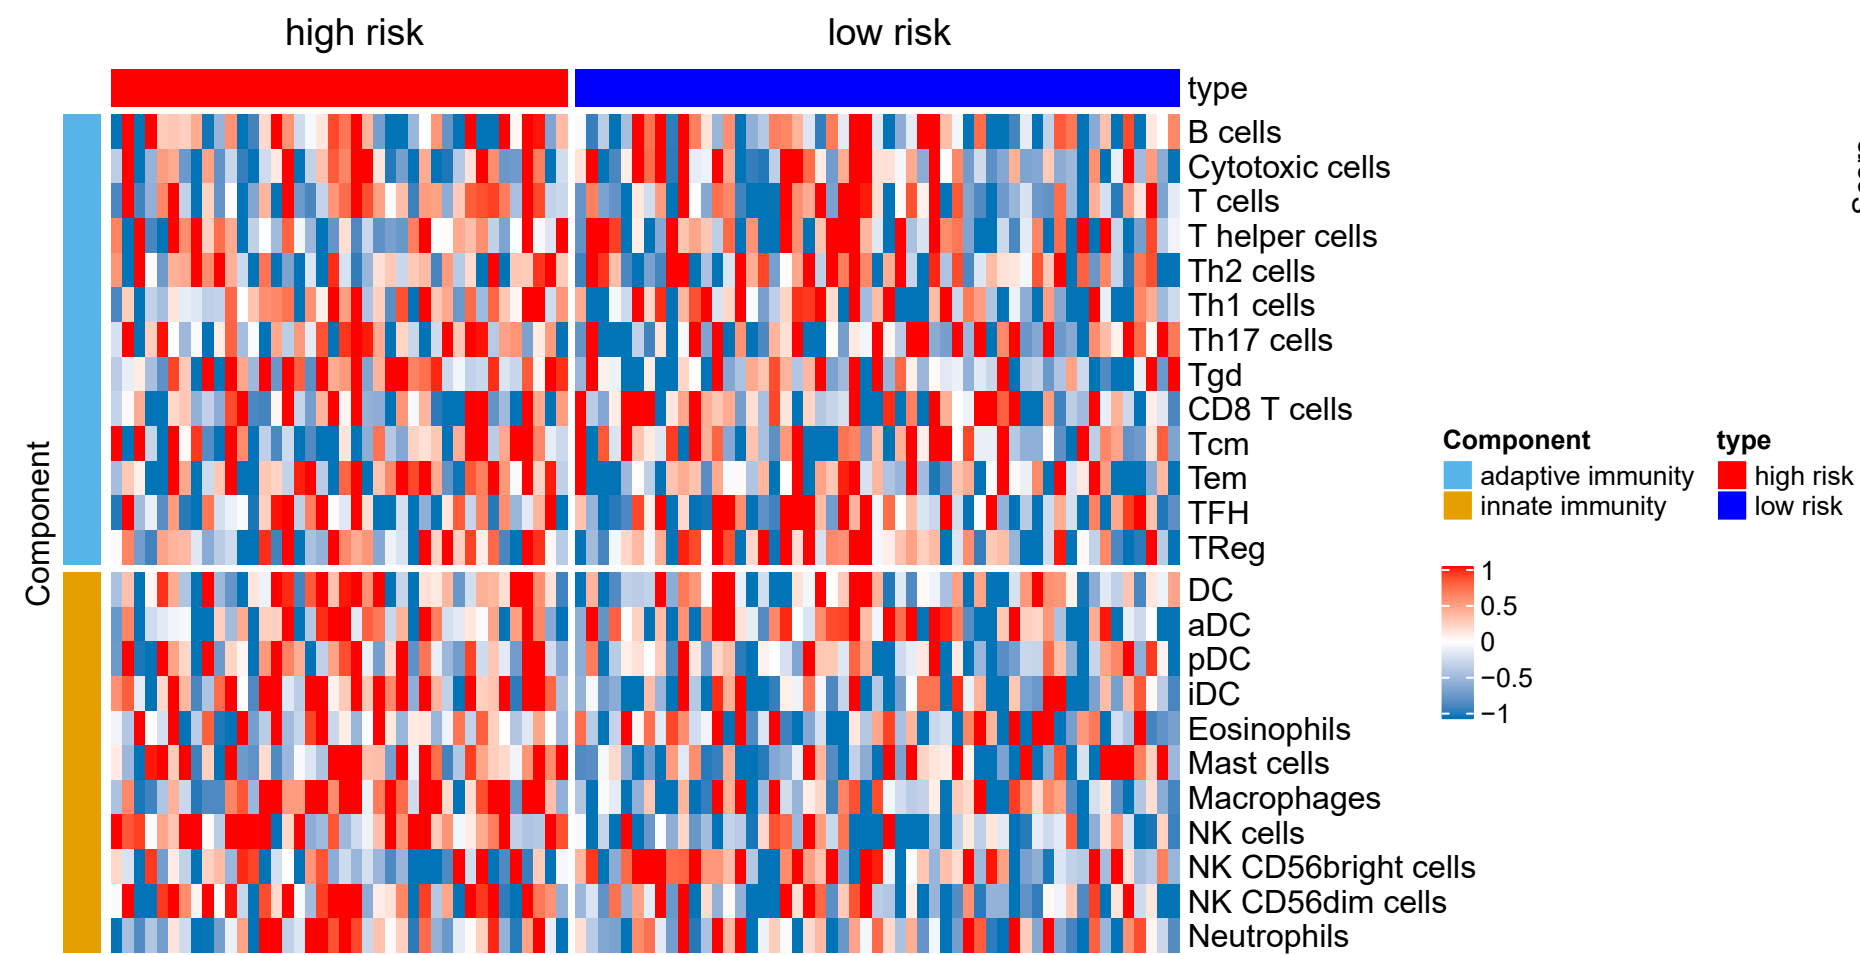 high risk
low risk
type
B cells
Cytotoxic cells
T cells
T helper cells
Th2 cells
Th1 cells
Th17 cells
Tgd
CD8 T cells
Tcm
Tem
TFH
TReg
DC
aDC
pDC
iDC
Eosinophils
Mast cells
Macrophages
NK cells
NK CD56bright cells
NK CD56dim cells
Neutrophils
Component
Component
adaptive immunity
innate immunity
type
high risk
low risk
1
0.5
0
−0.5
−1